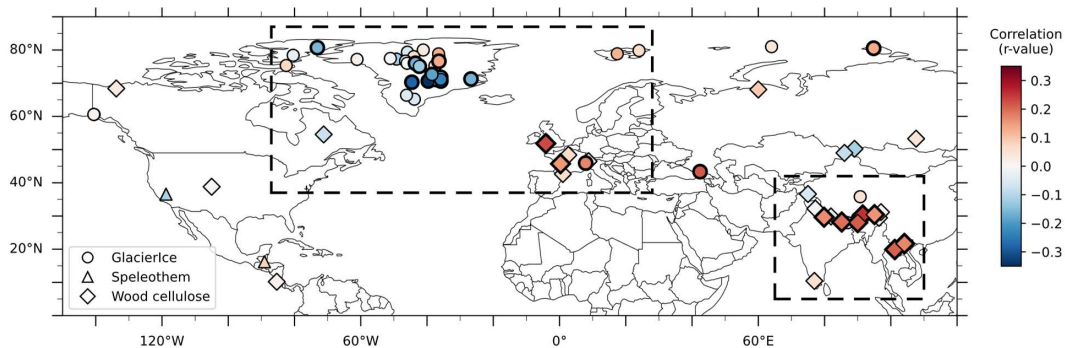 80°N
60°N
40°N
20°N
120°W
60°W
0°
60°E
GlacierIce
Speleothem
Wood cellulose
Correlation
(r-value)
0.3
0.2
0.1
0.0
−0.1
−0.2
−0.3